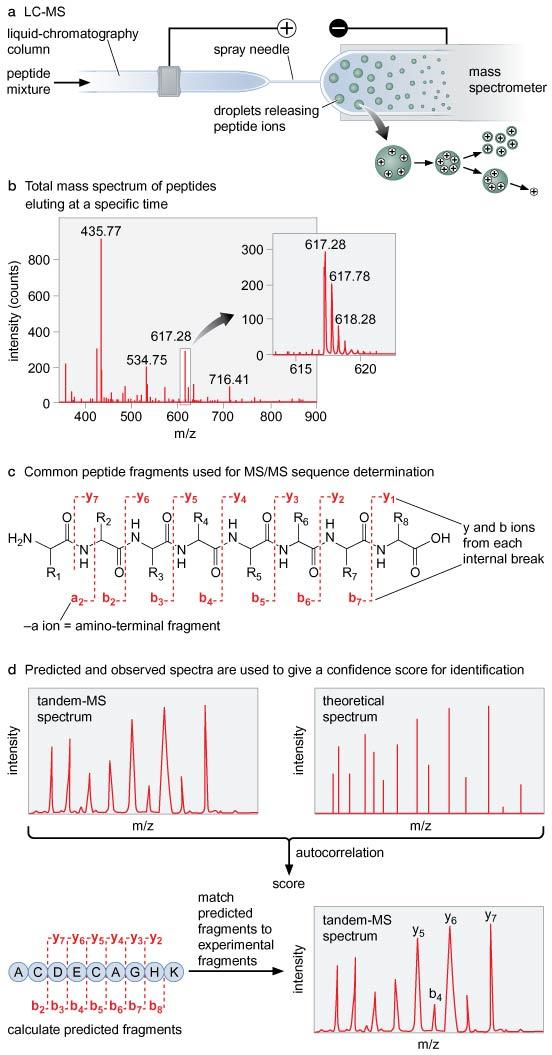 a LC-MS
liquid-chromatography
column
spray needle
+
–
peptide
mixture
mass
spectrometer
droplets releasing
peptide ions
b Total mass spectrum of peptides
eluting at a specific time
intensity (counts)
800
600
400
200
0
435.77
534.75
617.28
716.41
400 500 600 700 800 900
m/z
300
200
100
0
617.28
617.78
618.28
615 620
c Common peptide fragments used for MS/MS sequence determination
y7 y6 y5 y4 y3 y2 y1
O R2 H O R4 H O R6 H O R8
H2N N H N N H N N H N N H OH
R1 O R3 O R5 O R7 O
a2 b2 b3 b4 b5 b6 b7
y and b ions
from each
internal break
–a ion = amino-terminal fragment
d Predicted and observed spectra are used to give a confidence score for identification
tandem-MS
spectrum
intensity
m/z
theoretical
spectrum
intensity
m/z
autocorrelation
score
y7 y6 y5 y4 y3 y2
A C D E C A G H K
b2 b3 b4 b5 b6 b7 b8
calculate predicted fragments
match
predicted
fragments to
experimental
fragments
tandem-MS
spectrum
y5 y6 y7
b4
intensity
m/z